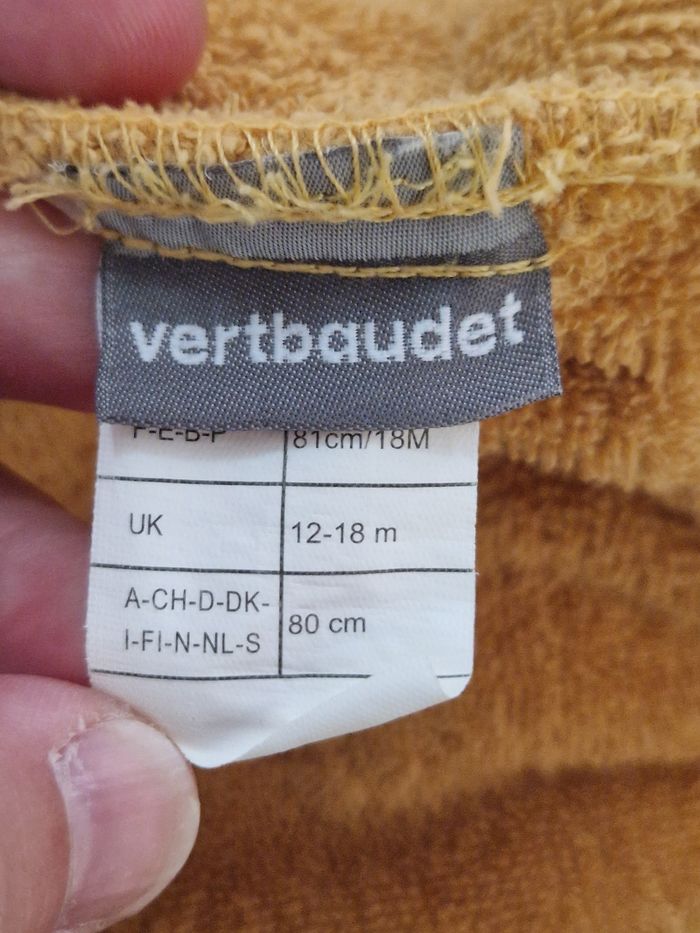 vertbaudet
F-E-B-P 81cm/18M
UK 12-18 m
A-CH-D-DK-
I-FI-N-NL-S 80 cm